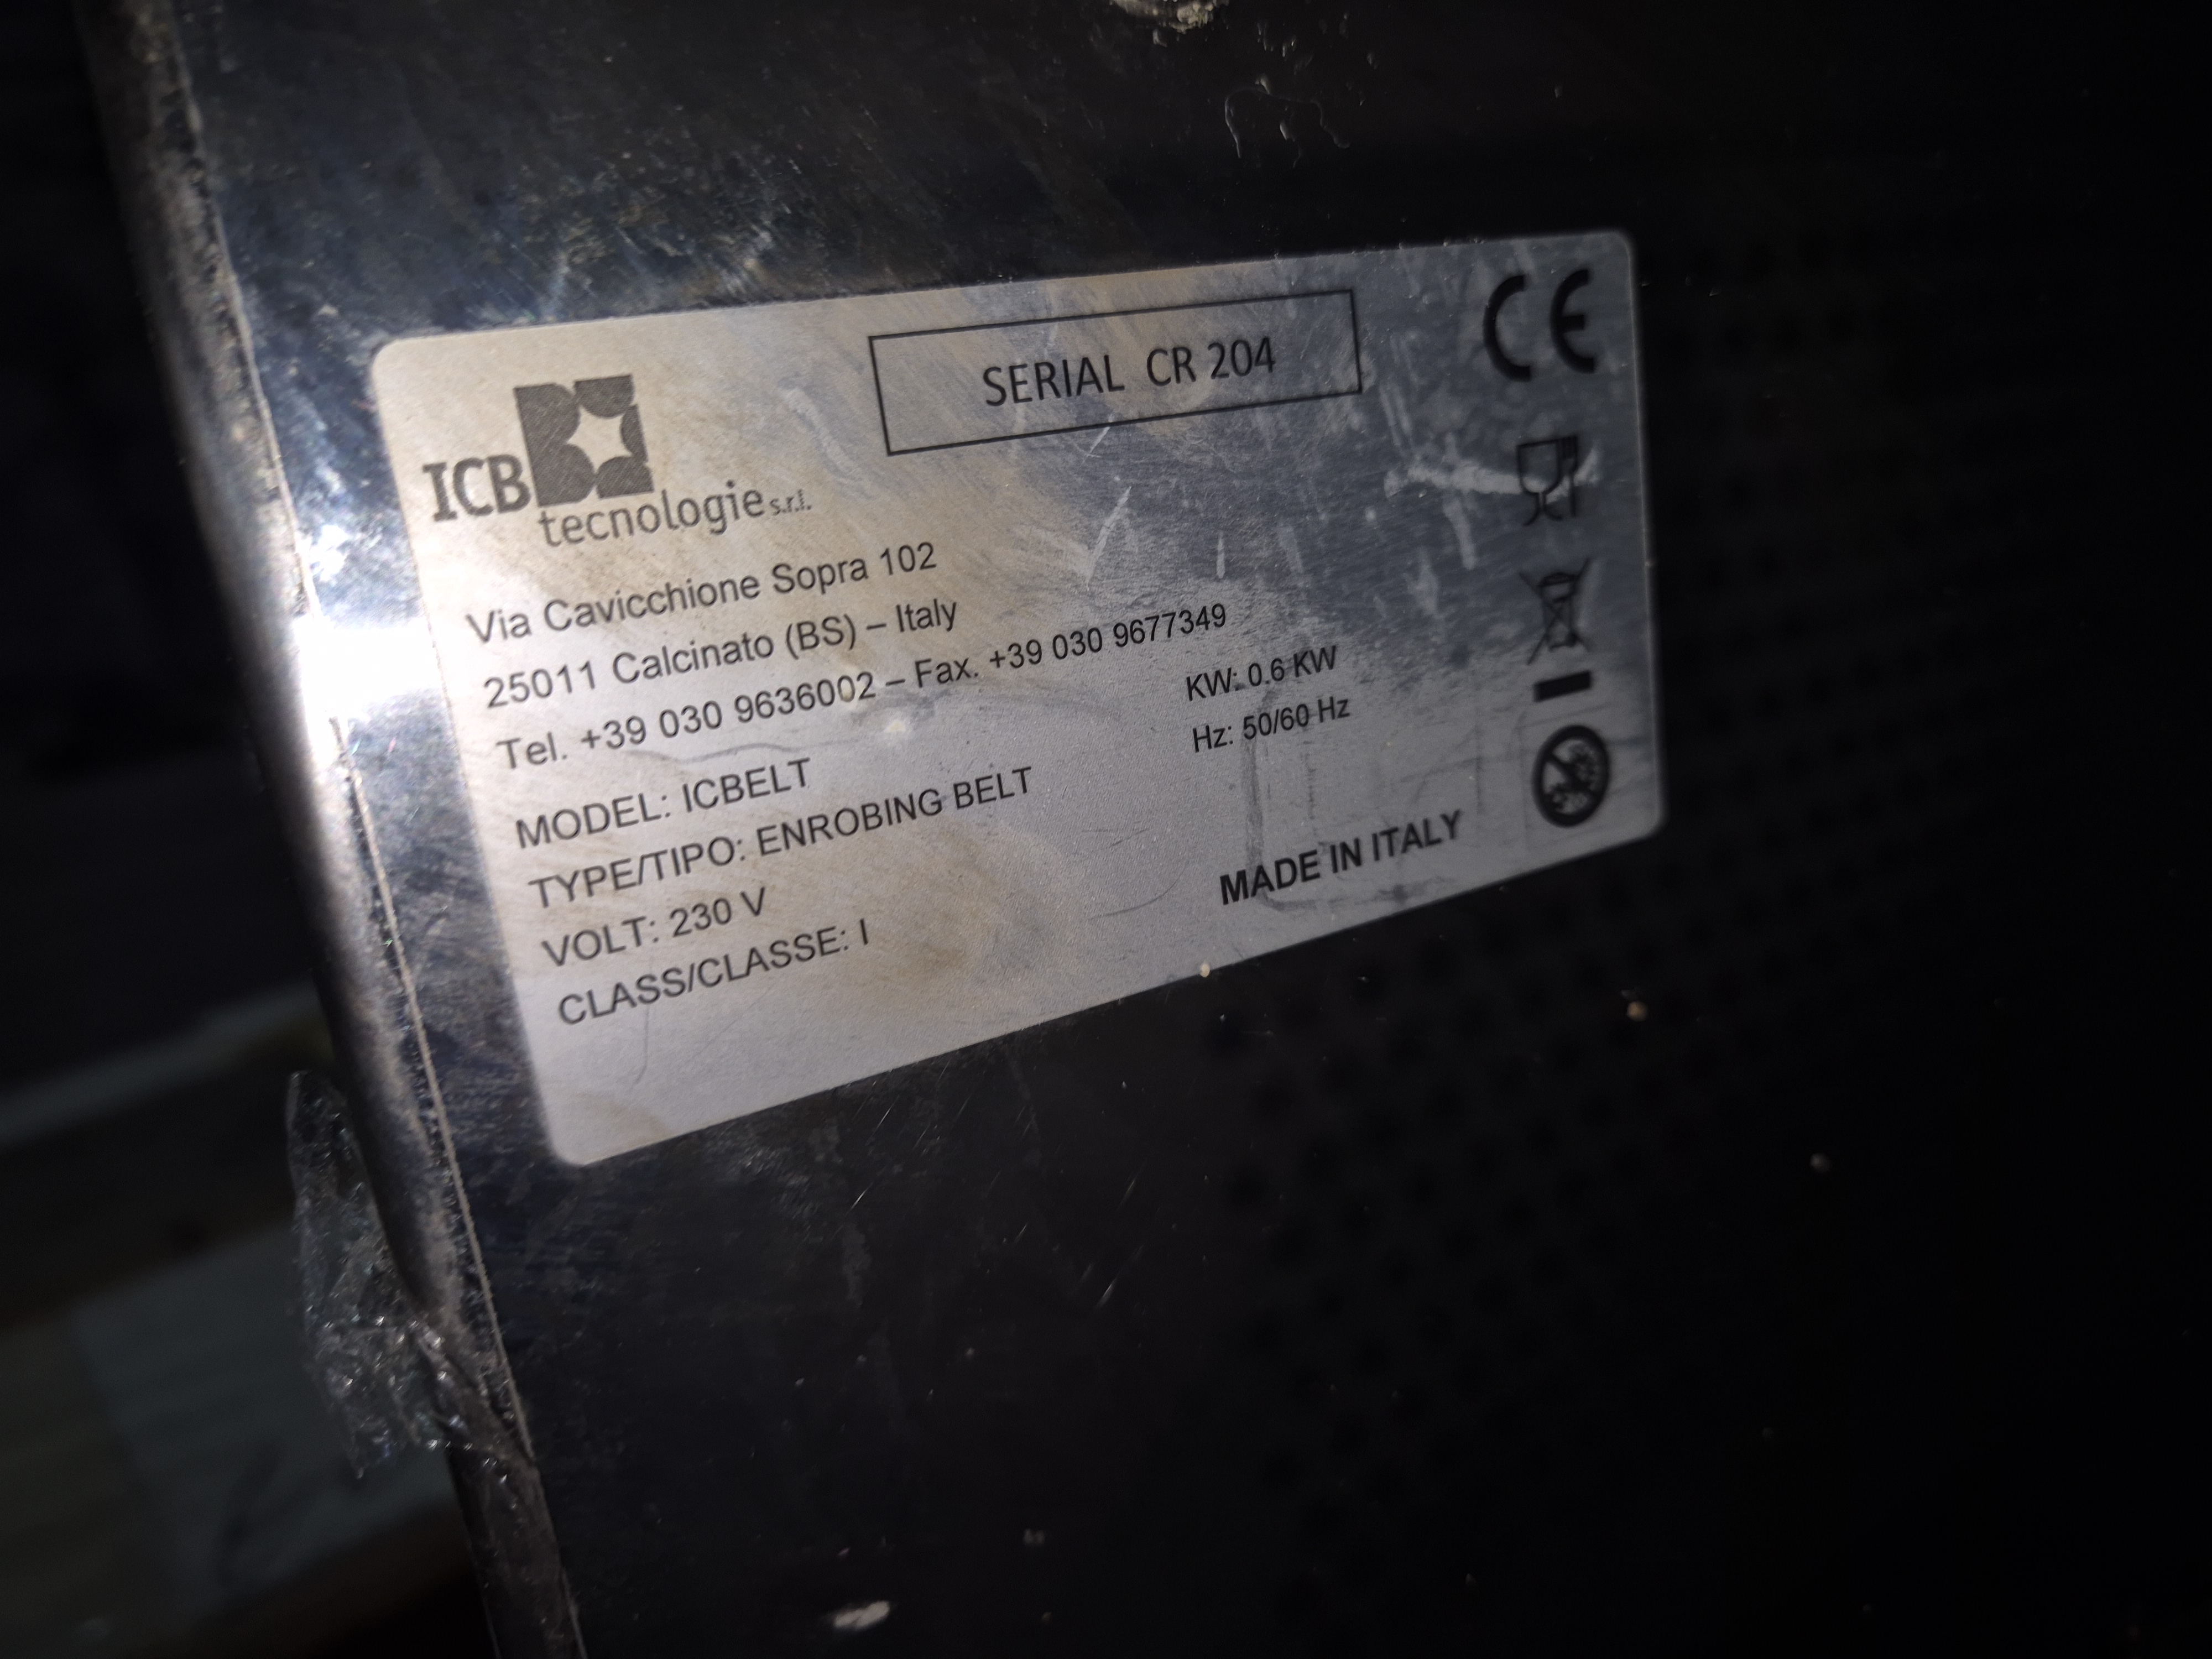 SERIAL CR 204
CE
ICB
tecnologie s.r.l.
Via Cavicchione Sopra 102
25011 Calcinato (BS) – Italy
Tel. +39 030 9636002 – Fax. +39 030 9677349
MODEL: ICBELT
KW: 0.6 KW
TYPE/TIPO: ENROBING BELT
Hz: 50/60 Hz
VOLT: 230 V
CLASS/CLASSE: I
MADE IN ITALY